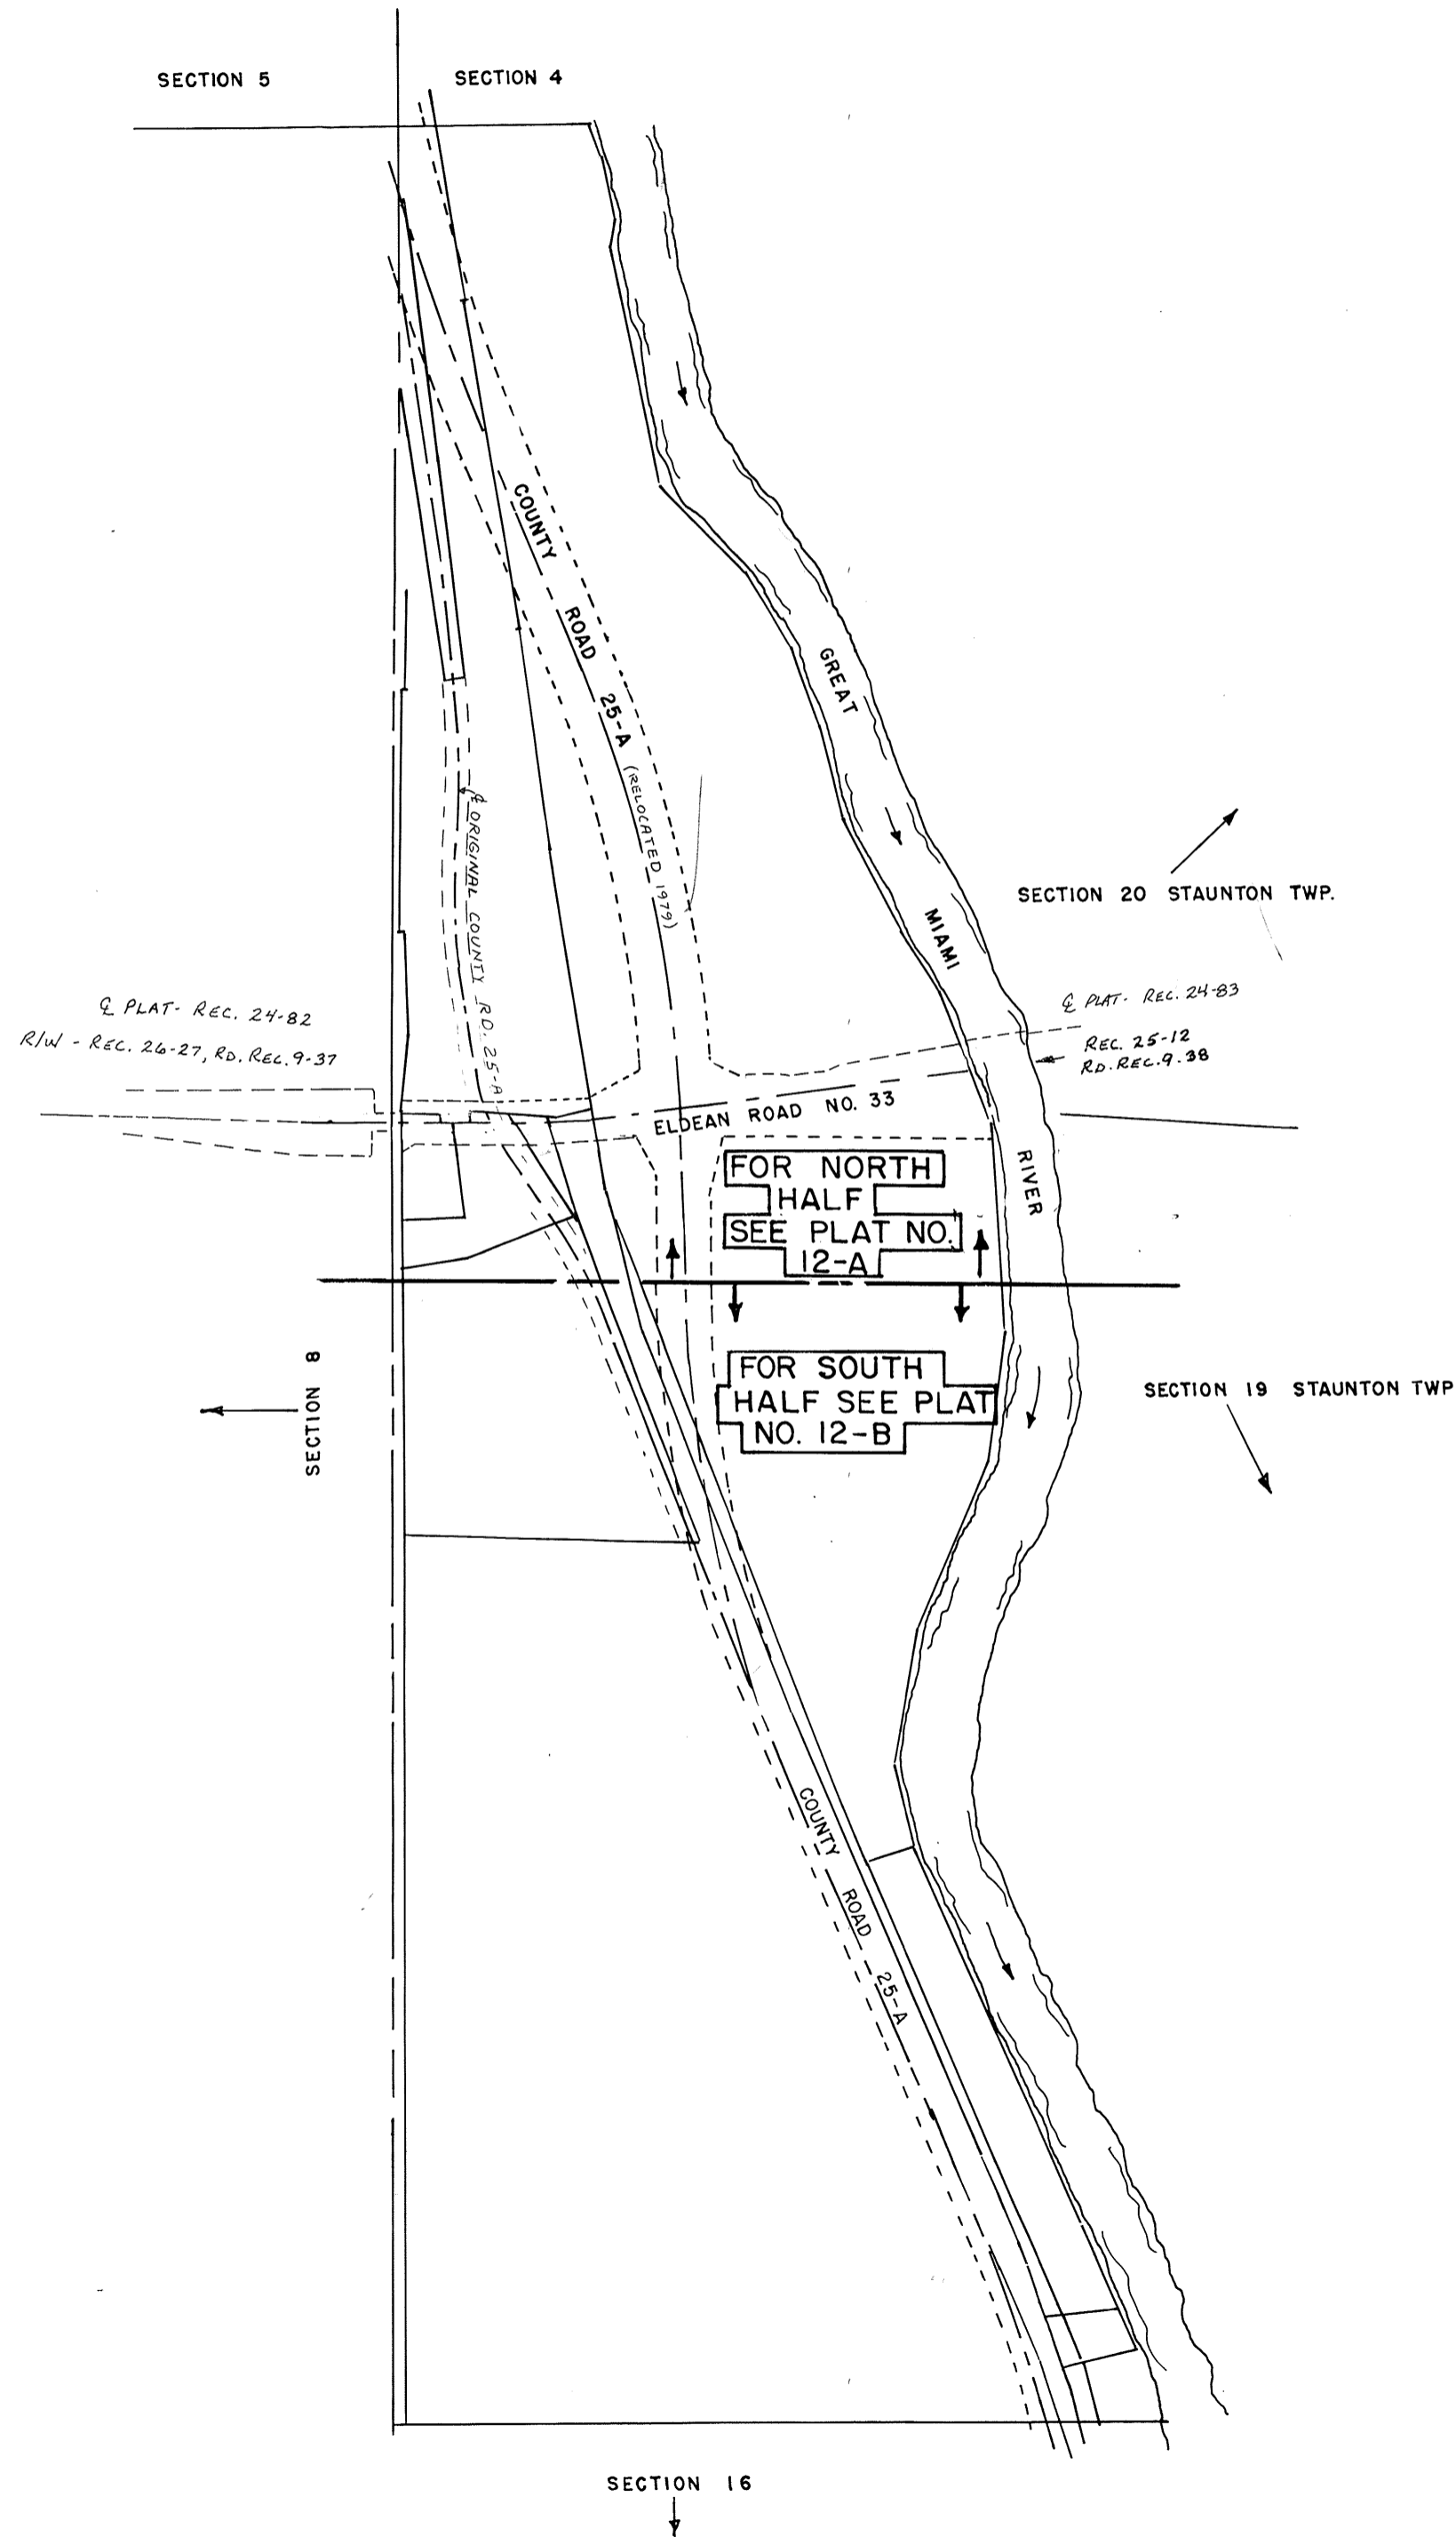 SECTION 5
SECTION 4
COUNTY ROAD 25-A (RELOCATED 1979)
GREAT MIAMI RIVER
℄ ORIGINAL COUNTY RD. 25-A
SECTION 20 STAUNTON TWP.
℄ PLAT- REC. 24-82
R/W - REC. 26-27, RD. REC. 9-37
℄ PLAT- REC. 24-83
REC. 25-12
RD. REC. 9-38
ELDEAN ROAD NO. 33
FOR NORTH
HALF
SEE PLAT NO.
12-A
FOR SOUTH
HALF SEE PLAT
NO. 12-B
SECTION 8
SECTION 19 STAUNTON TWP
COUNTY ROAD 25-A
SECTION 16